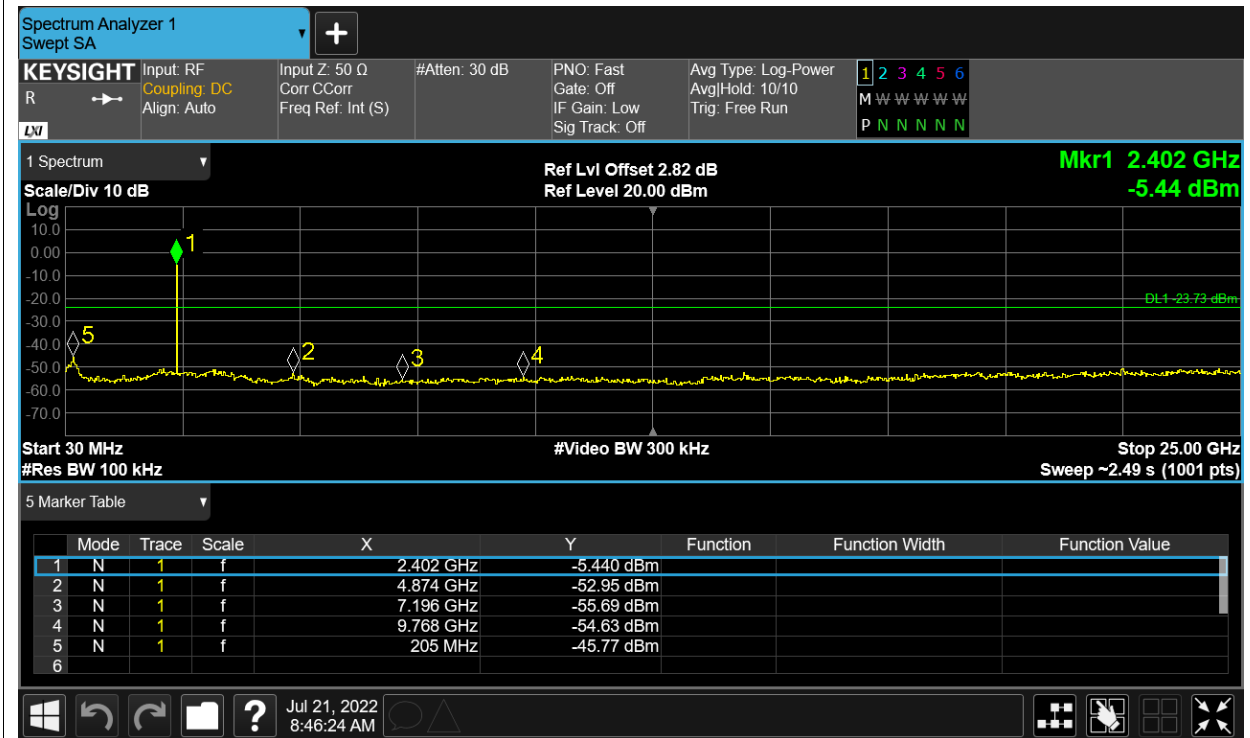 Spectrum Analyzer 1
Swept SA
+
KEYSIGHT Input: RF Input Z: 50 Ω #Atten: 30 dB PNO: Fast Avg Type: Log-Power 1 2 3 4 5 6
R Coupling: DC Corr CCorr Gate: Off Avg|Hold: 10/10 M W W W W W
Align: Auto Freq Ref: Int (S) IF Gain: Low Trig: Free Run
LXI Sig Track: Off P N N N N N
1 Spectrum Ref Lvl Offset 2.82 dB Mkr1 2.402 GHz
Scale/Div 10 dB Ref Level 20.00 dBm -5.44 dBm
Log
10.0
1
0.00
-10.0
-20.0 DL1 -23.73 dBm
-30.0
5
-40.0
2 3 4
-50.0
-60.0
-70.0
Start 30 MHz #Video BW 300 kHz Stop 25.00 GHz
#Res BW 100 kHz Sweep ~2.49 s (1001 pts)
5 Marker Table
Mode Trace Scale X Y Function Function Width Function Value
1 N 1 f 2.402 GHz -5.440 dBm
2 N 1 f 4.874 GHz -52.95 dBm
3 N 1 f 7.196 GHz -55.69 dBm
4 N 1 f 9.768 GHz -54.63 dBm
5 N 1 f 205 MHz -45.77 dBm
6
? Jul 21, 2022
8:46:24 AM